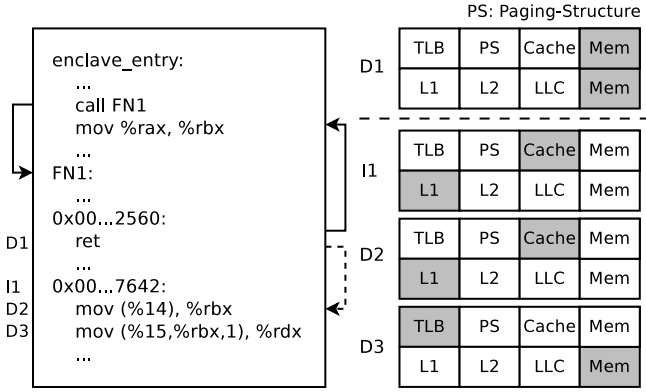 PS: Paging-Structure
enclave_entry:
...
call FN1
mov %rax, %rbx
...
FN1:
...
0x00...2560:
D1 ret
...
I1 0x00...7642:
D2 mov (%14), %rbx
D3 mov (%15,%rbx,1), %rdx
...
D1
TLB PS Cache Mem
L1 L2 LLC Mem
I1
TLB PS Cache Mem
L1 L2 LLC Mem
D2
TLB PS Cache Mem
L1 L2 LLC Mem
D3
TLB PS Cache Mem
L1 L2 LLC Mem